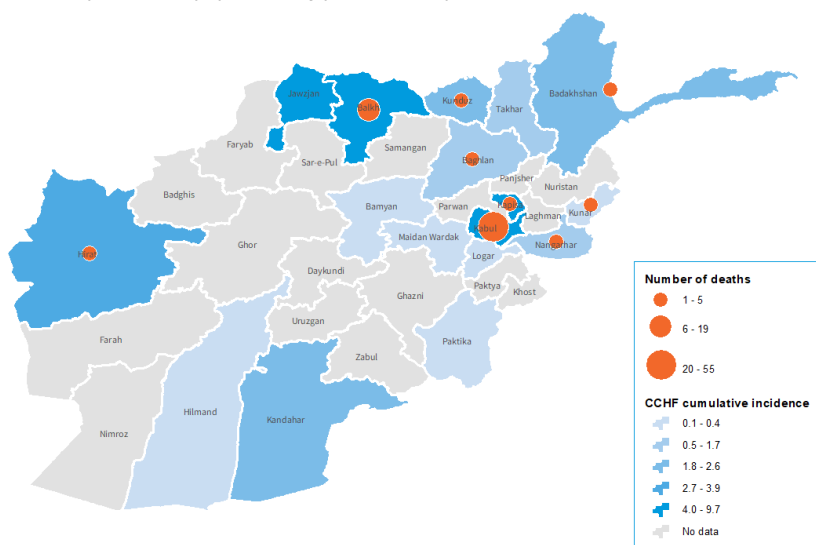 Jawzjan
Balkh
Kunduz
Takhar
Badakhshan
Faryab
Sar-e-Pul
Samangan
Baghlan
Panjsher
Nuristan
Badghis
Bamyan
Parwan
Kapisa
Laghman
Kunar
Hirat
Ghor
Maidan Wardak
Kabul
Nangarhar
Logar
Daykundi
Paktya
Khost
Ghazni
Uruzgan
Farah
Zabul
Paktika
Hilmand
Kandahar
Nimroz
Number of deaths
1 - 5
6 - 19
20 - 55
CCHF cumulative incidence
0.1 - 0.4
0.5 - 1.7
1.8 - 2.6
2.7 - 3.9
4.0 - 9.7
No data